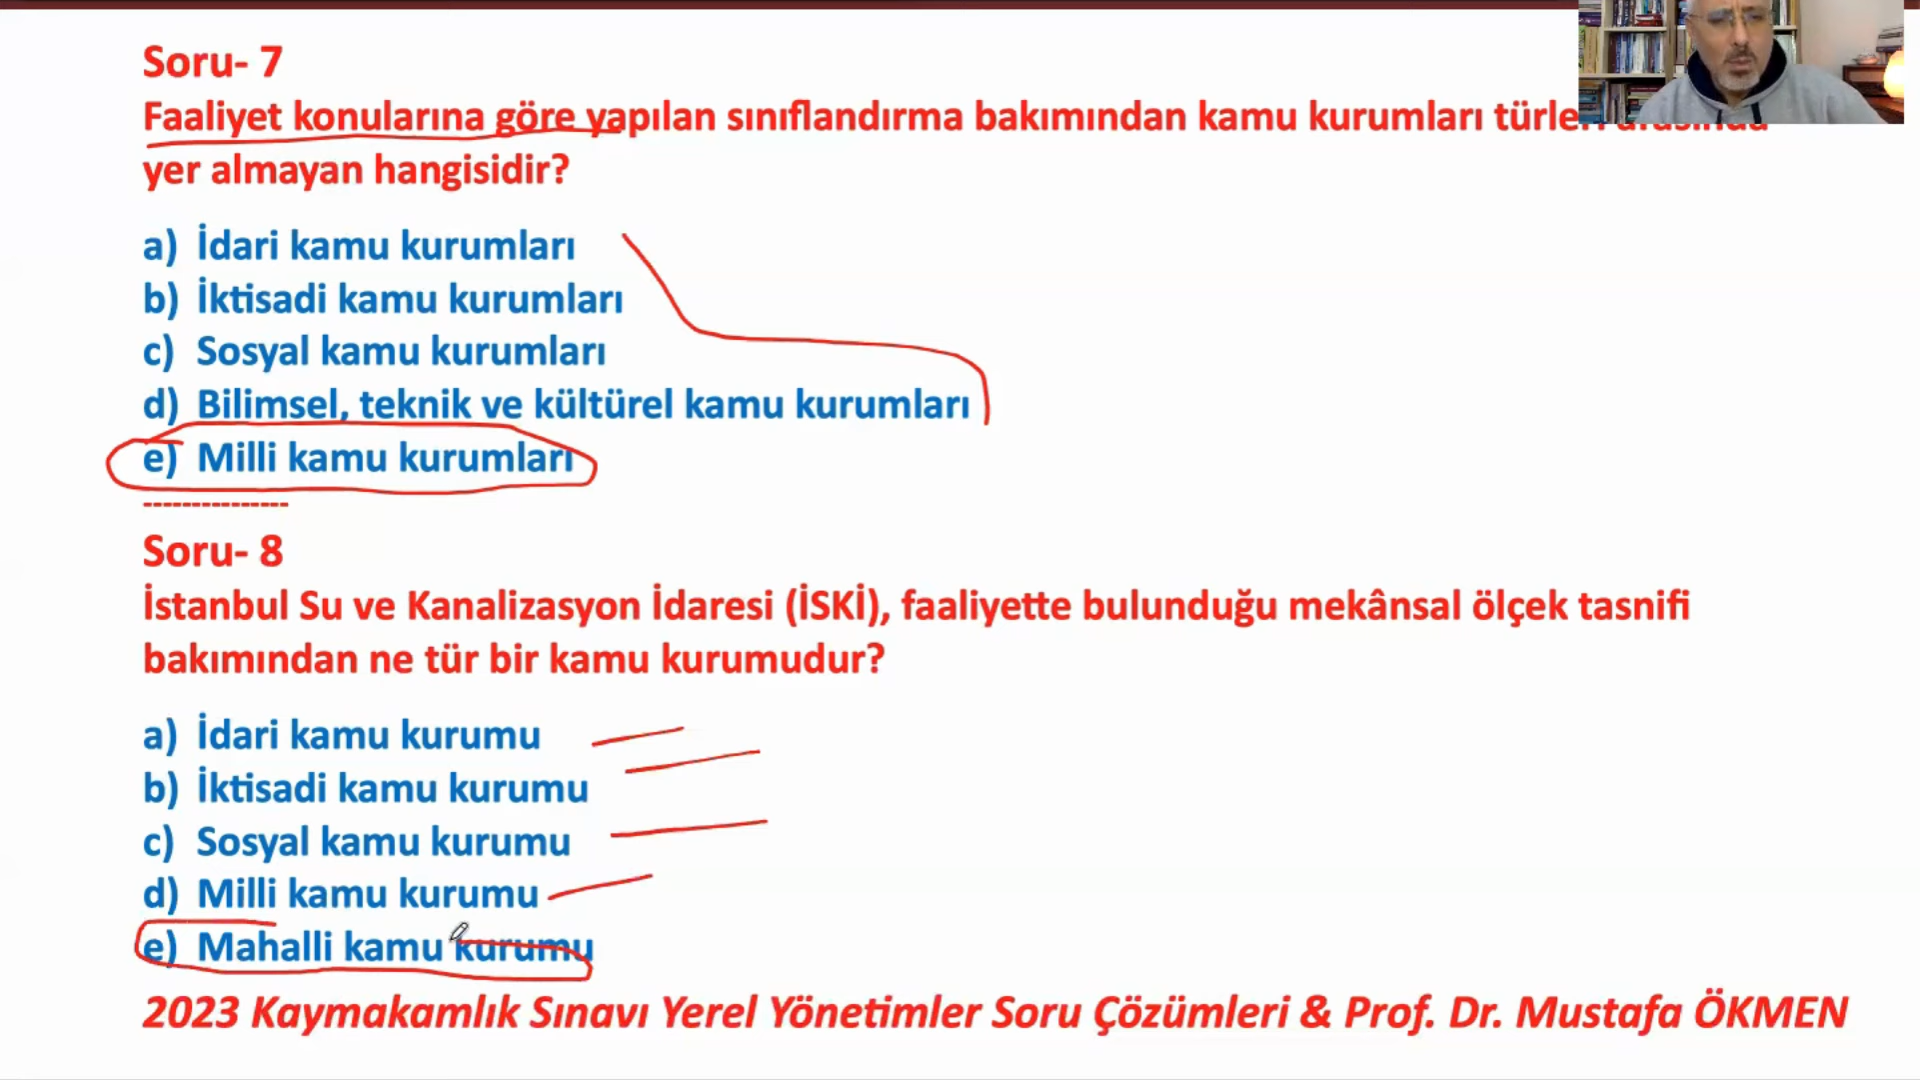 Soru- 7
Faaliyet konularına göre yapılan sınıflandırma bakımından kamu kurumları
yer almayan hangisidir?
a) İdari kamu kurumları
b) İktisadi kamu kurumları
c) Sosyal kamu kurumları
d) Bilimsel, teknik ve kültürel kamu kurumları
e) Milli kamu kurumları
---------------
Soru- 8
İstanbul Su ve Kanalizasyon İdaresi (İSKİ), faaliyette bulunduğu mekânsal ölçek tasnifi
bakımından ne tür bir kamu kurumudur?
a) İdari kamu kurumu
b) İktisadi kamu kurumu
c) Sosyal kamu kurumu
d) Milli kamu kurumu
e) Mahalli kamu kurumu
2023 Kaymakamlık Sınavı Yerel Yönetimler Soru Çözümleri & Prof. Dr. Mustafa ÖKMEN